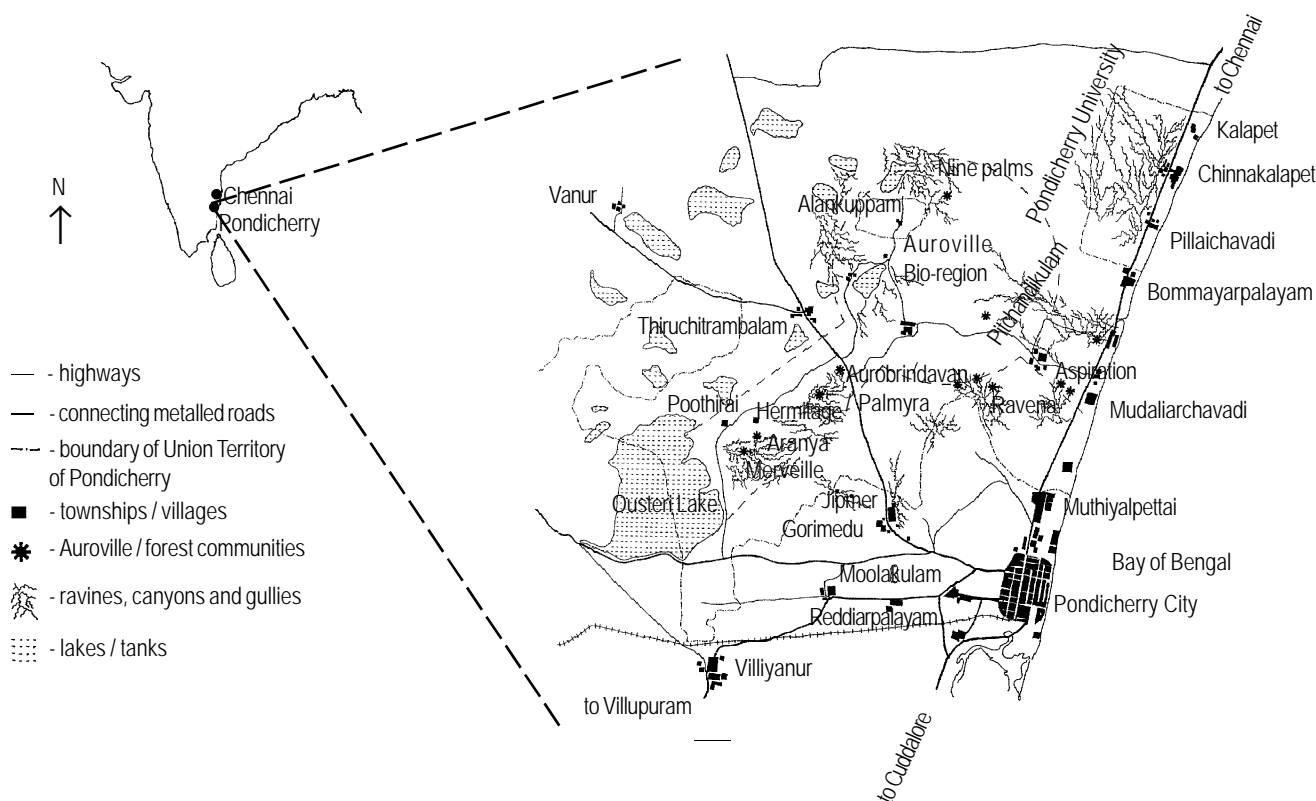 N
Chennai
Pondicherry
- highways
- connecting metalled roads
- boundary of Union Territory
of Pondicherry
- townships / villages
- Auroville / forest communities
- ravines, canyons and gullies
- lakes / tanks
to Chennai
Pondicherry University
Kalapet
Chinnakalapet
Nine palms
Vanur
Alankuppam
Pillaichavadi
Auroville
Bio-region
Pitchandikulam
Bommayarpalayam
Thiruchitrambalam
Aurobrindavan
Aspiration
Palmyra
Ravena
Mudaliarchavadi
Poothirai
Hermitage
Aranya
Merveille
Ousteri Lake
Jipmer
Gorimedu
Muthiyalpettai
Bay of Bengal
Moolakulam
Pondicherry City
Reddiarpalayam
Villiyanur
to Villupuram
to Cuddalore